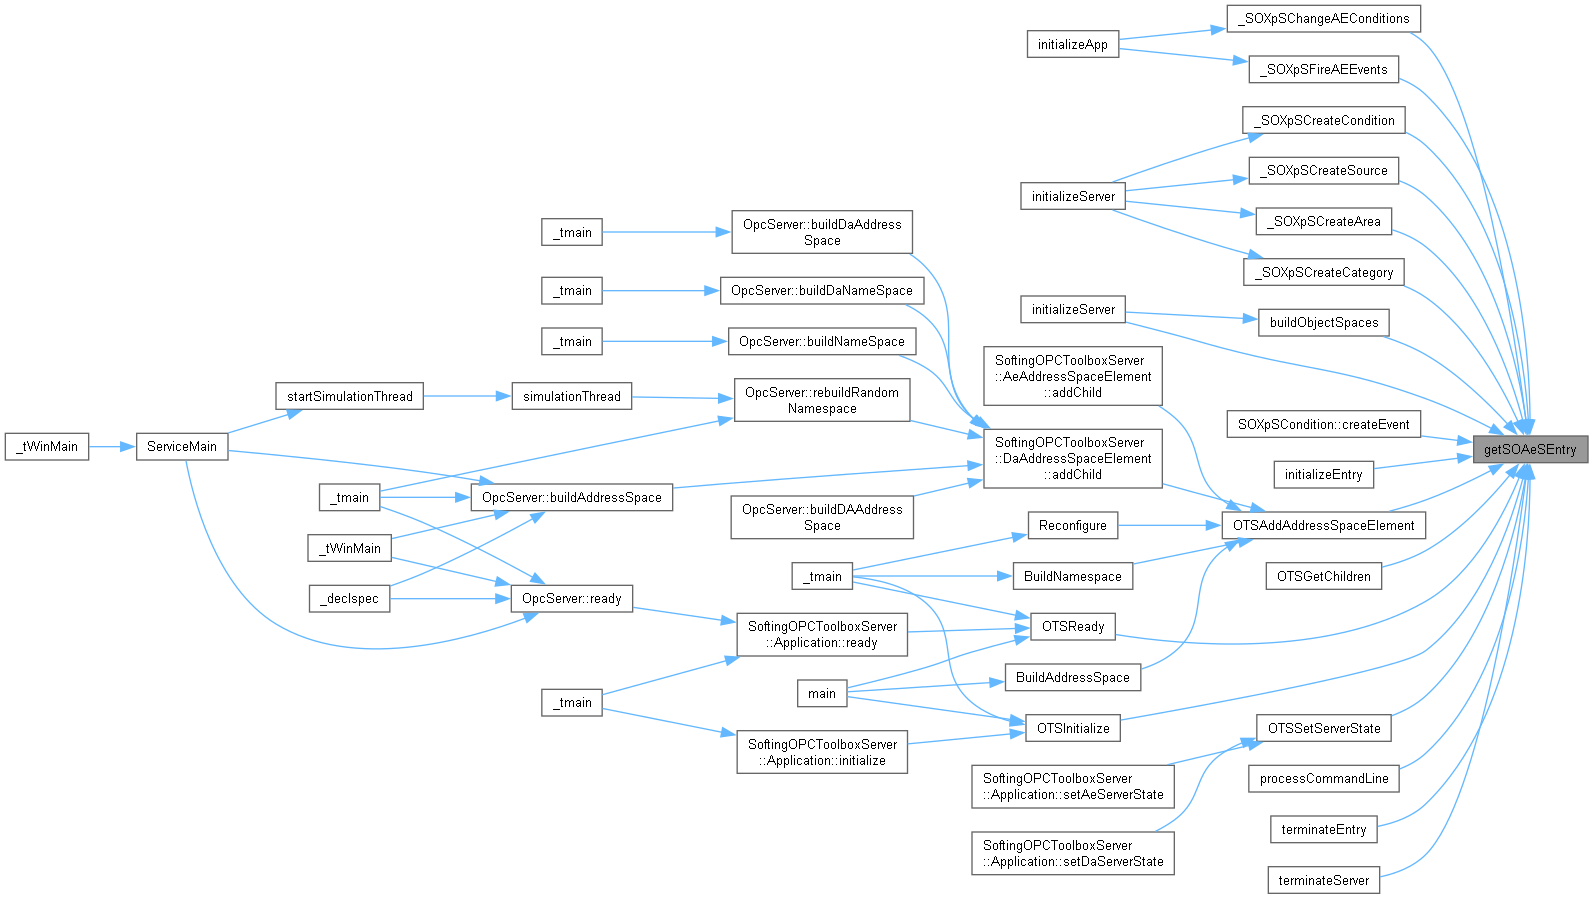 _SOXpSChangeAEConditions
initializeApp
_SOXpSFireAEEvents
_SOXpSCreateCondition
_SOXpSCreateSource
initializeServer
_SOXpSCreateArea
_SOXpSCreateCategory
_tmain
OpcServer::buildDaAddress
Space
_tmain
OpcServer::buildDaNameSpace
initializeServer
buildObjectSpaces
_tmain
OpcServer::buildNameSpace
SoftingOPCToolboxServer
::AeAddressSpaceElement
::addChild
startSimulationThread
simulationThread
OpcServer::rebuildRandom
Namespace
SOXpSCondition::createEvent
_tWinMain
ServiceMain
SoftingOPCToolboxServer
::DaAddressSpaceElement
::addChild
getSOAeSEntry
initializeEntry
_tmain
OpcServer::buildAddressSpace
OpcServer::buildDAAddress
Space
Reconfigure
OTSAddAddressSpaceElement
_tWinMain
_tmain
BuildNamespace
OTSGetChildren
_declspec
OpcServer::ready
SoftingOPCToolboxServer
::Application::ready
OTSReady
BuildAddressSpace
main
_tmain
OTSInitialize
OTSSetServerState
SoftingOPCToolboxServer
::Application::initialize
SoftingOPCToolboxServer
::Application::setAeServerState
processCommandLine
terminateEntry
SoftingOPCToolboxServer
::Application::setDaServerState
terminateServer